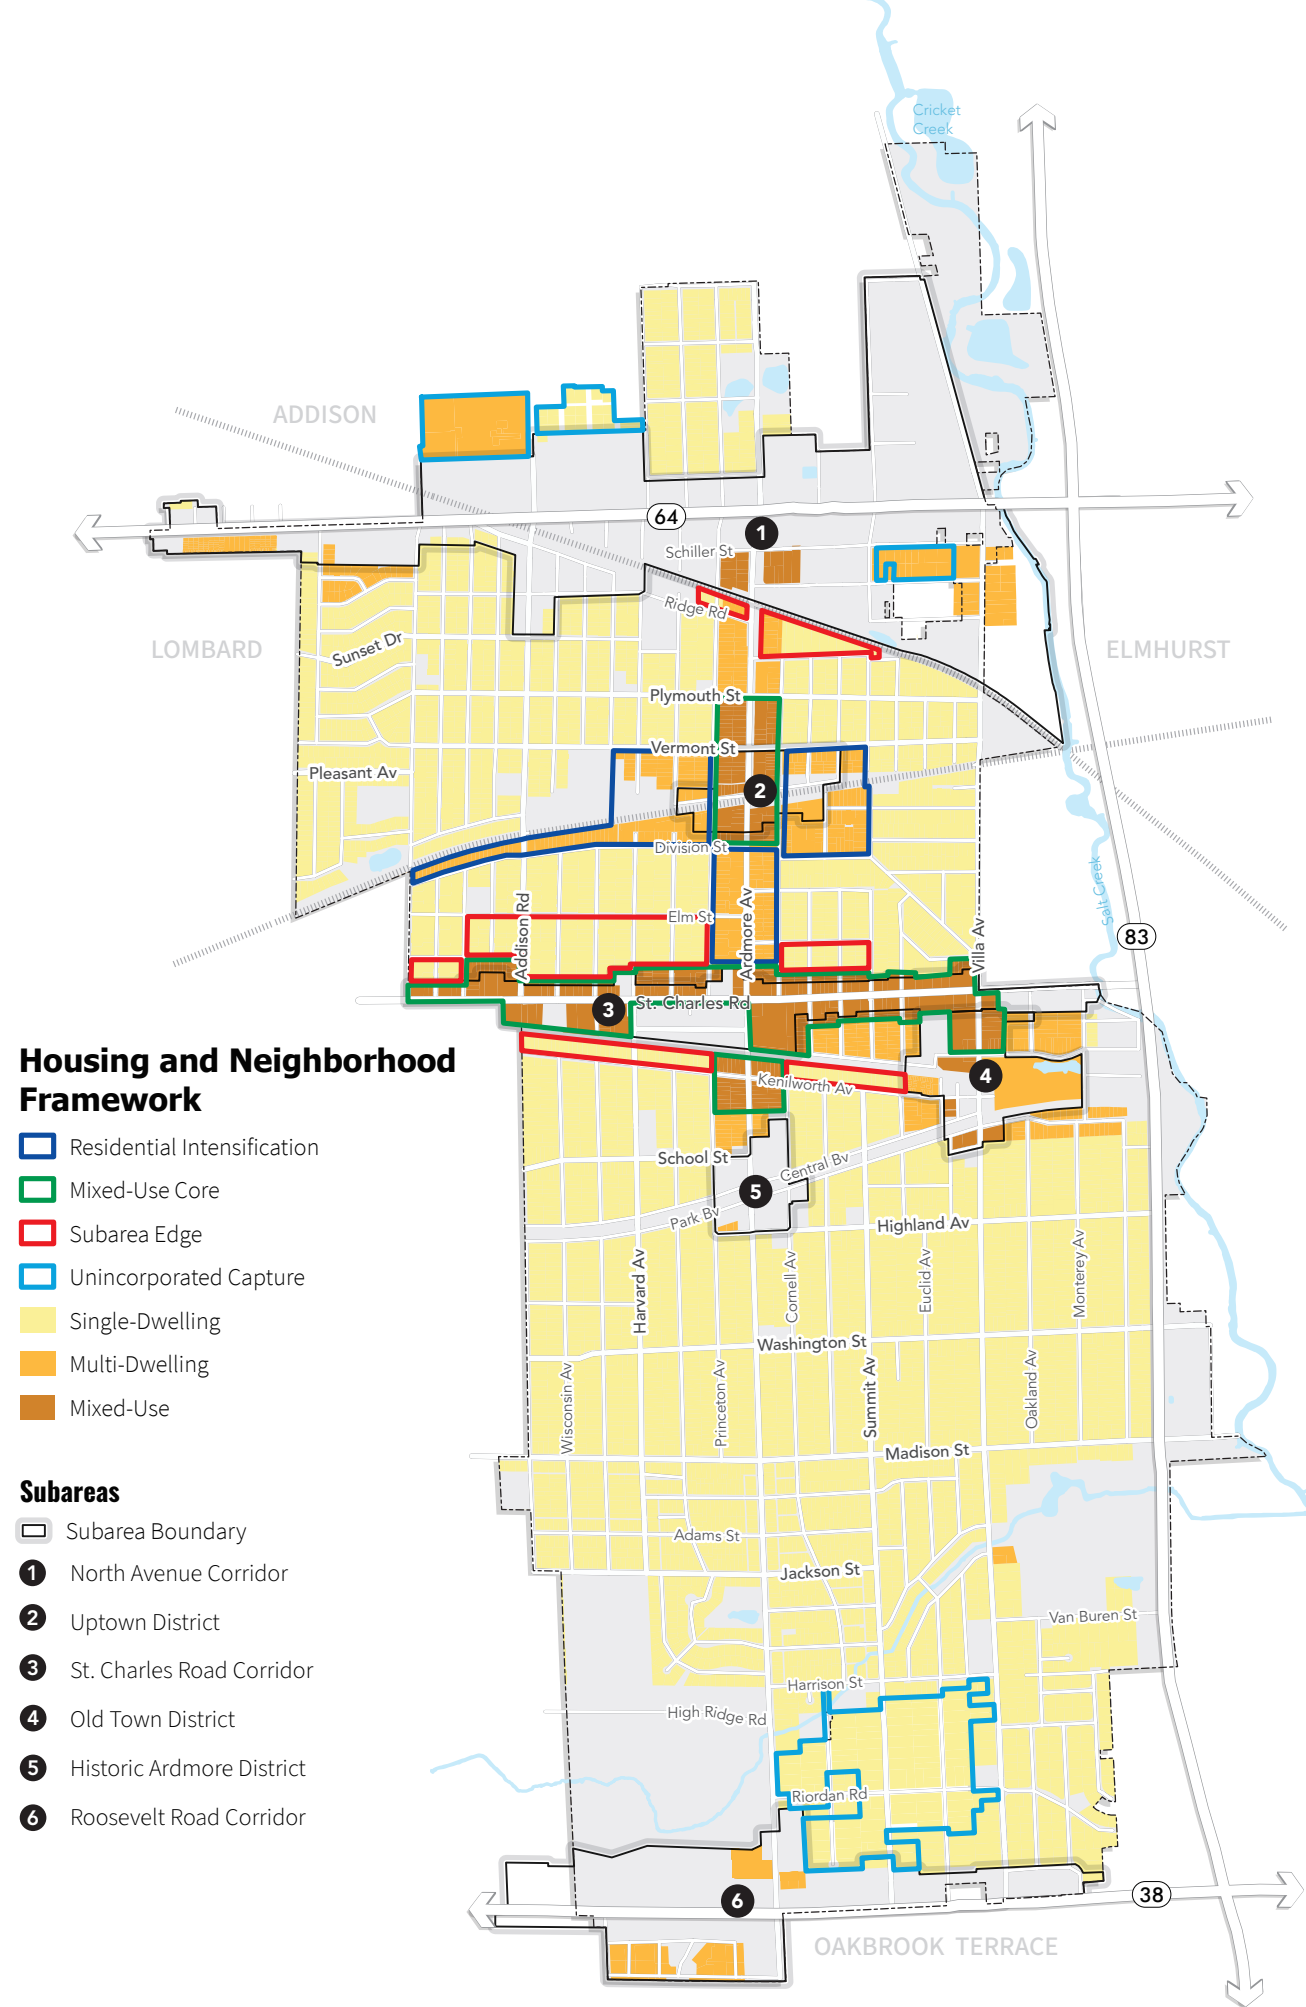 Cricket
Creek
ADDISON
64
1
Schiller St
Ridge Rd
LOMBARD
Sunset Dr
ELMHURST
Plymouth St
Vermont St
Pleasant Av
2
Division St
Salt Creek
Addison Rd
Elm St
Ardmore Av
Villa Av
83
3
St. Charles Rd
4
Kenilworth Av
School St
Central Bv
5
Park Bv
Highland Av
Harvard Av
Cornell Av
Euclid Av
Monterey Av
Washington St
Wisconsin Av
Princeton Av
Summit Av
Oakland Av
Madison St
Adams St
Jackson St
Van Buren St
Harrison St
High Ridge Rd
Riordan Rd
6
38
OAKBROOK TERRACE
Housing and Neighborhood
Framework
Residential Intensification
Mixed-Use Core
Subarea Edge
Unincorporated Capture
Single-Dwelling
Multi-Dwelling
Mixed-Use
Subareas
Subarea Boundary
1 North Avenue Corridor
2 Uptown District
3 St. Charles Road Corridor
4 Old Town District
5 Historic Ardmore District
6 Roosevelt Road Corridor